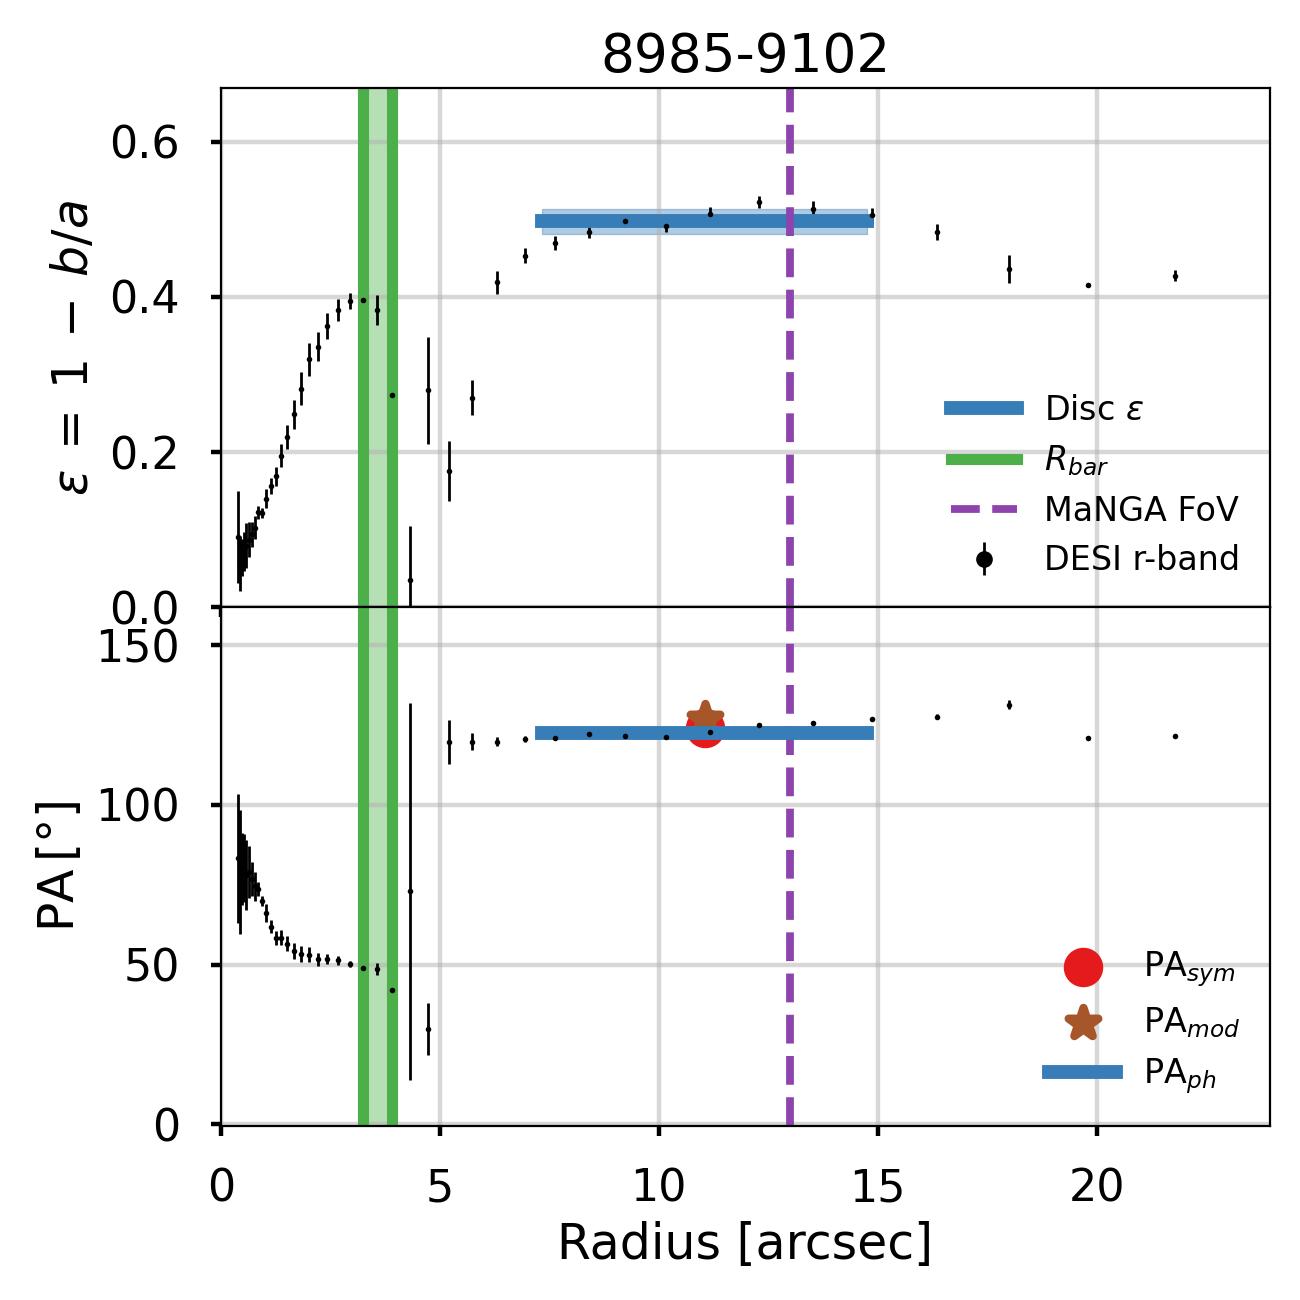 8985-9102
0.6
0.4
0.2
0.0
ε = 1 − b/a
Disc ε
R_bar
MaNGA FoV
DESI r-band
150
100
50
0
PA [°]
PA_sym
PA_mod
PA_ph
0 5 10 15 20
Radius [arcsec]